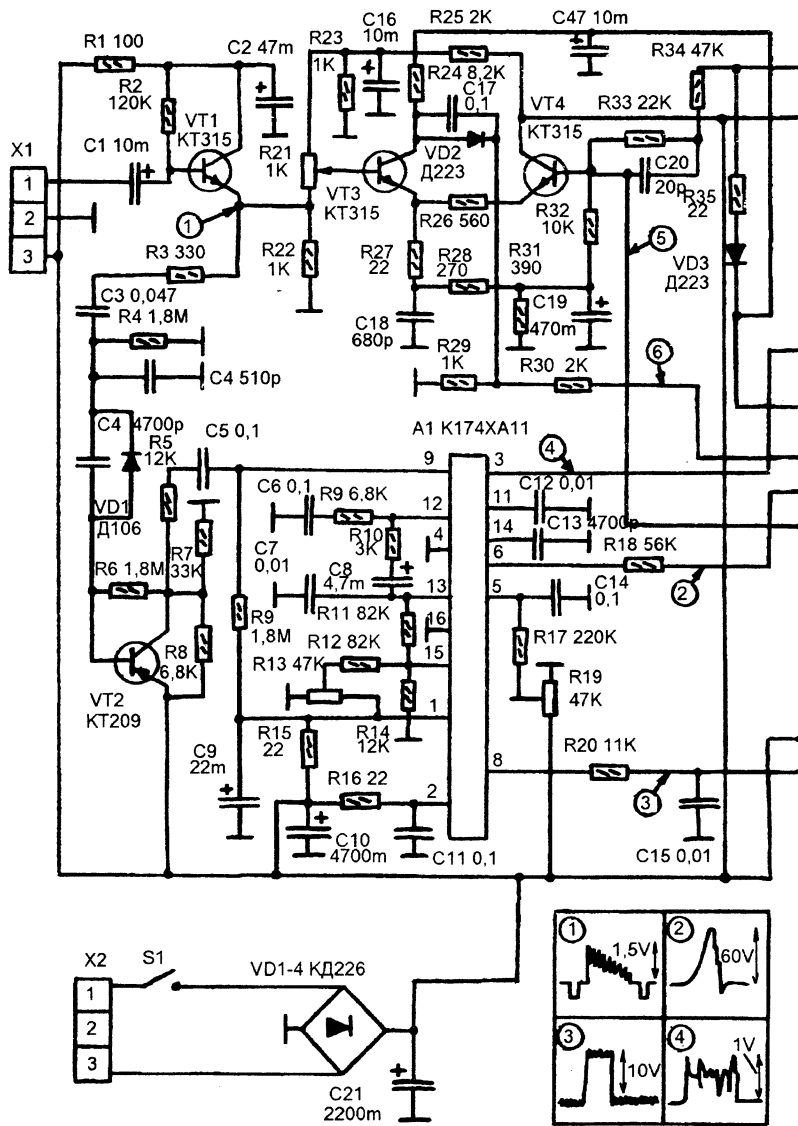 R25 2K
C47 10m
C16
10m
R23
1K
R34 47K
R1 100
C2 47m
R2
120K
R24 8,2K
C17
0,1
VT4
КТ315
R33 22K
VT1
КТ315
X1
C1 10m
R21
1K
VD2
Д223
C20
20p
R35
22
1
2
3
VT3
КТ315
R26 560
R32
10K
1
5
R3 330
R22
1K
R27
22
R28
270
R31
390
VD3
Д223
C3 0,047
R4 1,8M
C18
680p
C19
470m
C4 510p
R29
1K
R30 2K
6
C4 4700p
R5
12K
C5 0,1
A1 К174ХА11
4
9
3
C6 0,1
R9 6,8K
12
11
C12 0,01
VD1
Д106
R10
3K
4
14
C13 4700p
R7
33K
C7
0,01
C8
4,7m
6
R18 56K
2
R6 1,8M
13
5
C14
0,1
R11 82K
R9
1,8M
16
R17 220K
R8
6,8K
R12 82K
15
R13 47K
R19
47K
VT2
КТ209
1
R15
22
R14
12K
C9
22m
R20 11K
8
R16 22
2
3
C10
4700m
C11 0,1
C15 0,01
X2
S1
VD1-4 КД226
1
2
3
C21
2200m
1
1,5V
2
60V
3
10V
4
1V